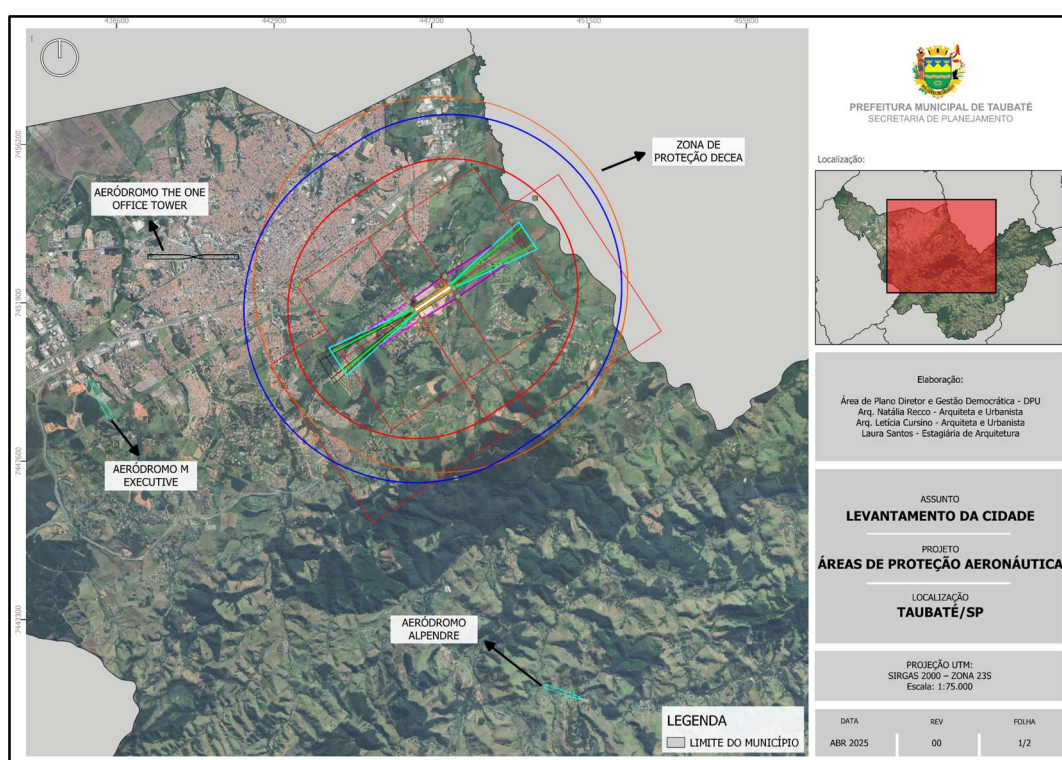 438600
442900
447200
451500
455800
7456200
7451900
7447600
7443300
ZONA DE
PROTEÇÃO DECEA
AERÓDROMO THE ONE
OFFICE TOWER
AERÓDROMO M
EXECUTIVE
AERÓDROMO
ALPENDRE
LEGENDA
LIMITE DO MUNICÍPIO
PREFEITURA MUNICIPAL DE TAUBATÉ
SECRETARIA DE PLANEJAMENTO
Localização:
Elaboração:
Área de Plano Diretor e Gestão Democrática - DPU
Arq. Natália Recco - Arquiteta e Urbanista
Arq. Letícia Cursino - Arquiteta e Urbanista
Laura Santos - Estagiária de Arquitetura
ASSUNTO
LEVANTAMENTO DA CIDADE
PROJETO
ÁREAS DE PROTEÇÃO AERONÁUTICA
LOCALIZAÇÃO
TAUBATÉ/SP
PROJEÇÃO UTM:
SIRGAS 2000 – ZONA 23S
Escala: 1:75.000
DATA REV FOLHA
ABR 2025 00 1/2